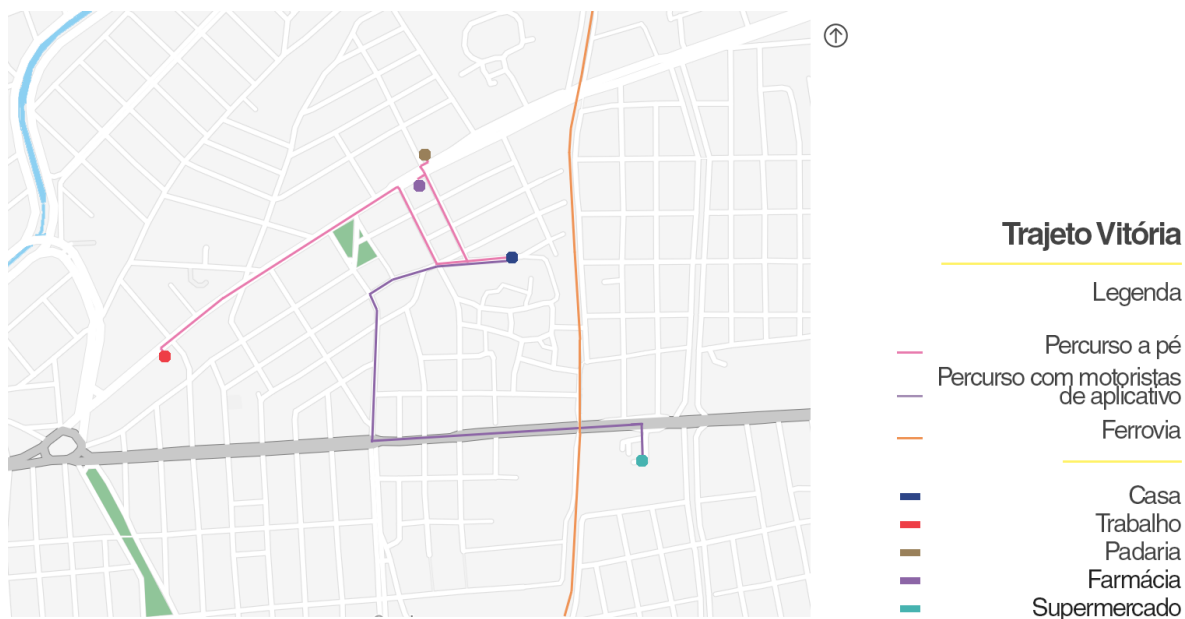 Trajeto Vitória
Legenda
Percurso a pé
Percurso com motoristas
de aplicativo
Ferrovia
Casa
Trabalho
Padaria
Farmácia
Supermercado